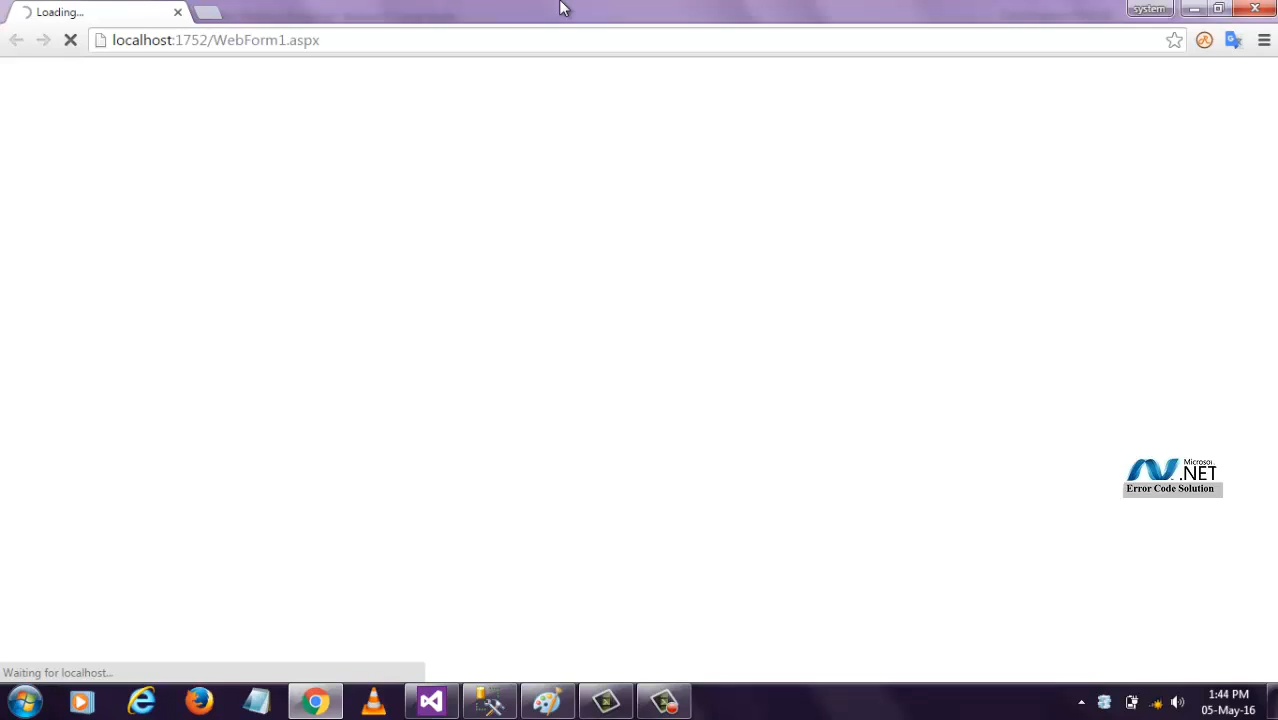 Loading...
system
localhost:1752/WebForm1.aspx
Microsof
.NET
Error Code Solution
Waiting for localhost...
1:44 PM
05-May-16